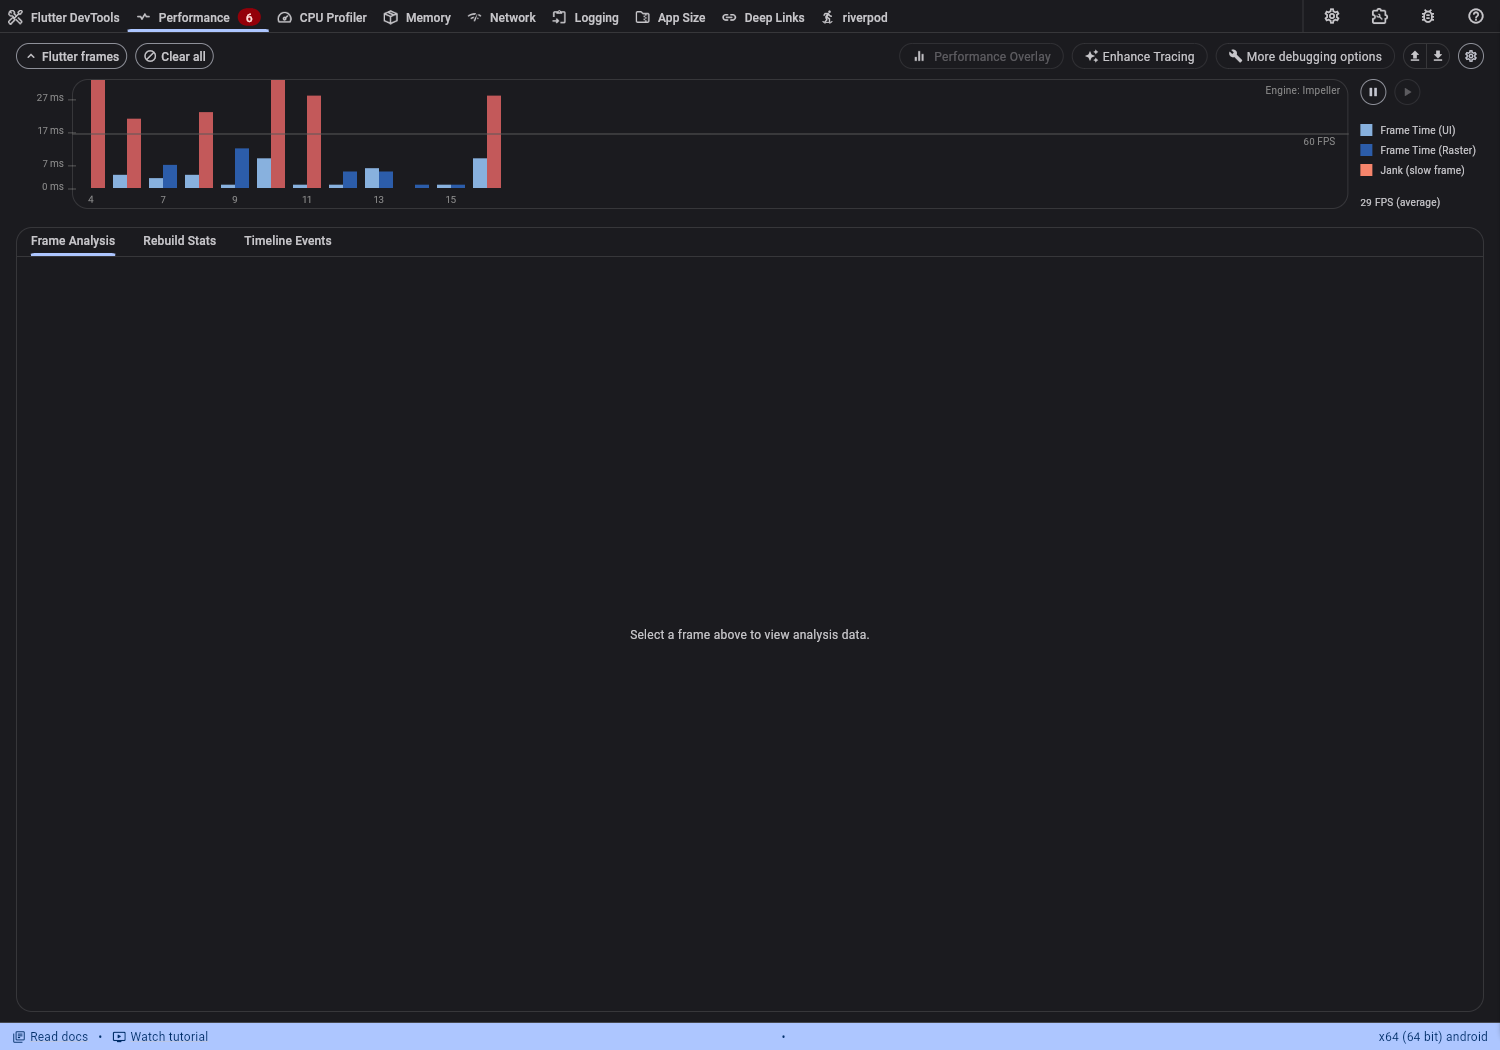 Flutter DevTools Performance 6 CPU Profiler Memory Network Logging App Size Deep Links riverpod
Flutter frames Clear all Performance Overlay Enhance Tracing More debugging options
27 ms
17 ms
7 ms
0 ms
4 7 9 11 13 15
Engine: Impeller
60 FPS
Frame Time (UI)
Frame Time (Raster)
Jank (slow frame)
29 FPS (average)
Frame Analysis Rebuild Stats Timeline Events
Select a frame above to view analysis data.
Read docs • Watch tutorial • x64 (64 bit) android